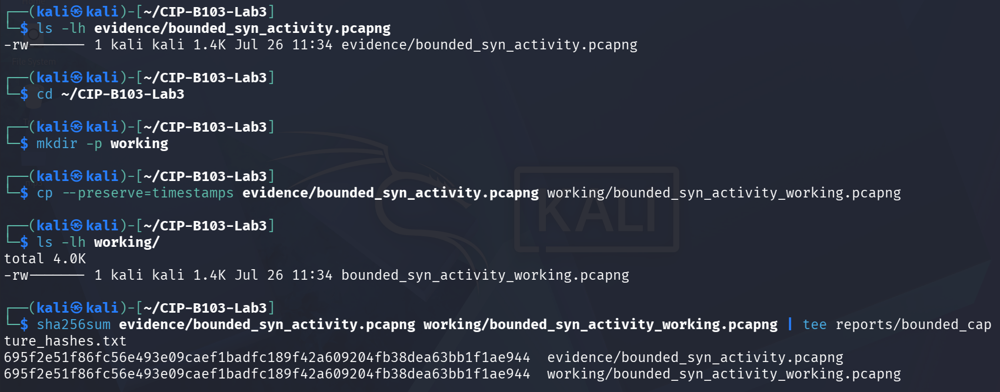 ┌──(kali㉿kali)-[~/CIP-B103-Lab3]
└─$ ls -lh evidence/bounded_syn_activity.pcapng
-rw------- 1 kali kali 1.4K Jul 26 11:34 evidence/bounded_syn_activity.pcapng
File System
┌──(kali㉿kali)-[~/CIP-B103-Lab3]
└─$ cd ~/CIP-B103-Lab3
┌──(kali㉿kali)-[~/CIP-B103-Lab3]
└─$ mkdir -p working
┌──(kali㉿kali)-[~/CIP-B103-Lab3]
└─$ cp --preserve=timestamps evidence/bounded_syn_activity.pcapng working/bounded_syn_activity_working.pcapng
KALI
┌──(kali㉿kali)-[~/CIP-B103-Lab3]
└─$ ls -lh working/
total 4.0K
-rw------- 1 kali kali 1.4K Jul 26 11:34 bounded_syn_activity_working.pcapng
┌──(kali㉿kali)-[~/CIP-B103-Lab3]
└─$ sha256sum evidence/bounded_syn_activity.pcapng working/bounded_syn_activity_working.pcapng | tee reports/bounded_cap
ture_hashes.txt
695f2e51f86fc56e493e09caef1badfc189f42a609204fb38dea63bb1f1ae944  evidence/bounded_syn_activity.pcapng
695f2e51f86fc56e493e09caef1badfc189f42a609204fb38dea63bb1f1ae944  working/bounded_syn_activity_working.pcapng